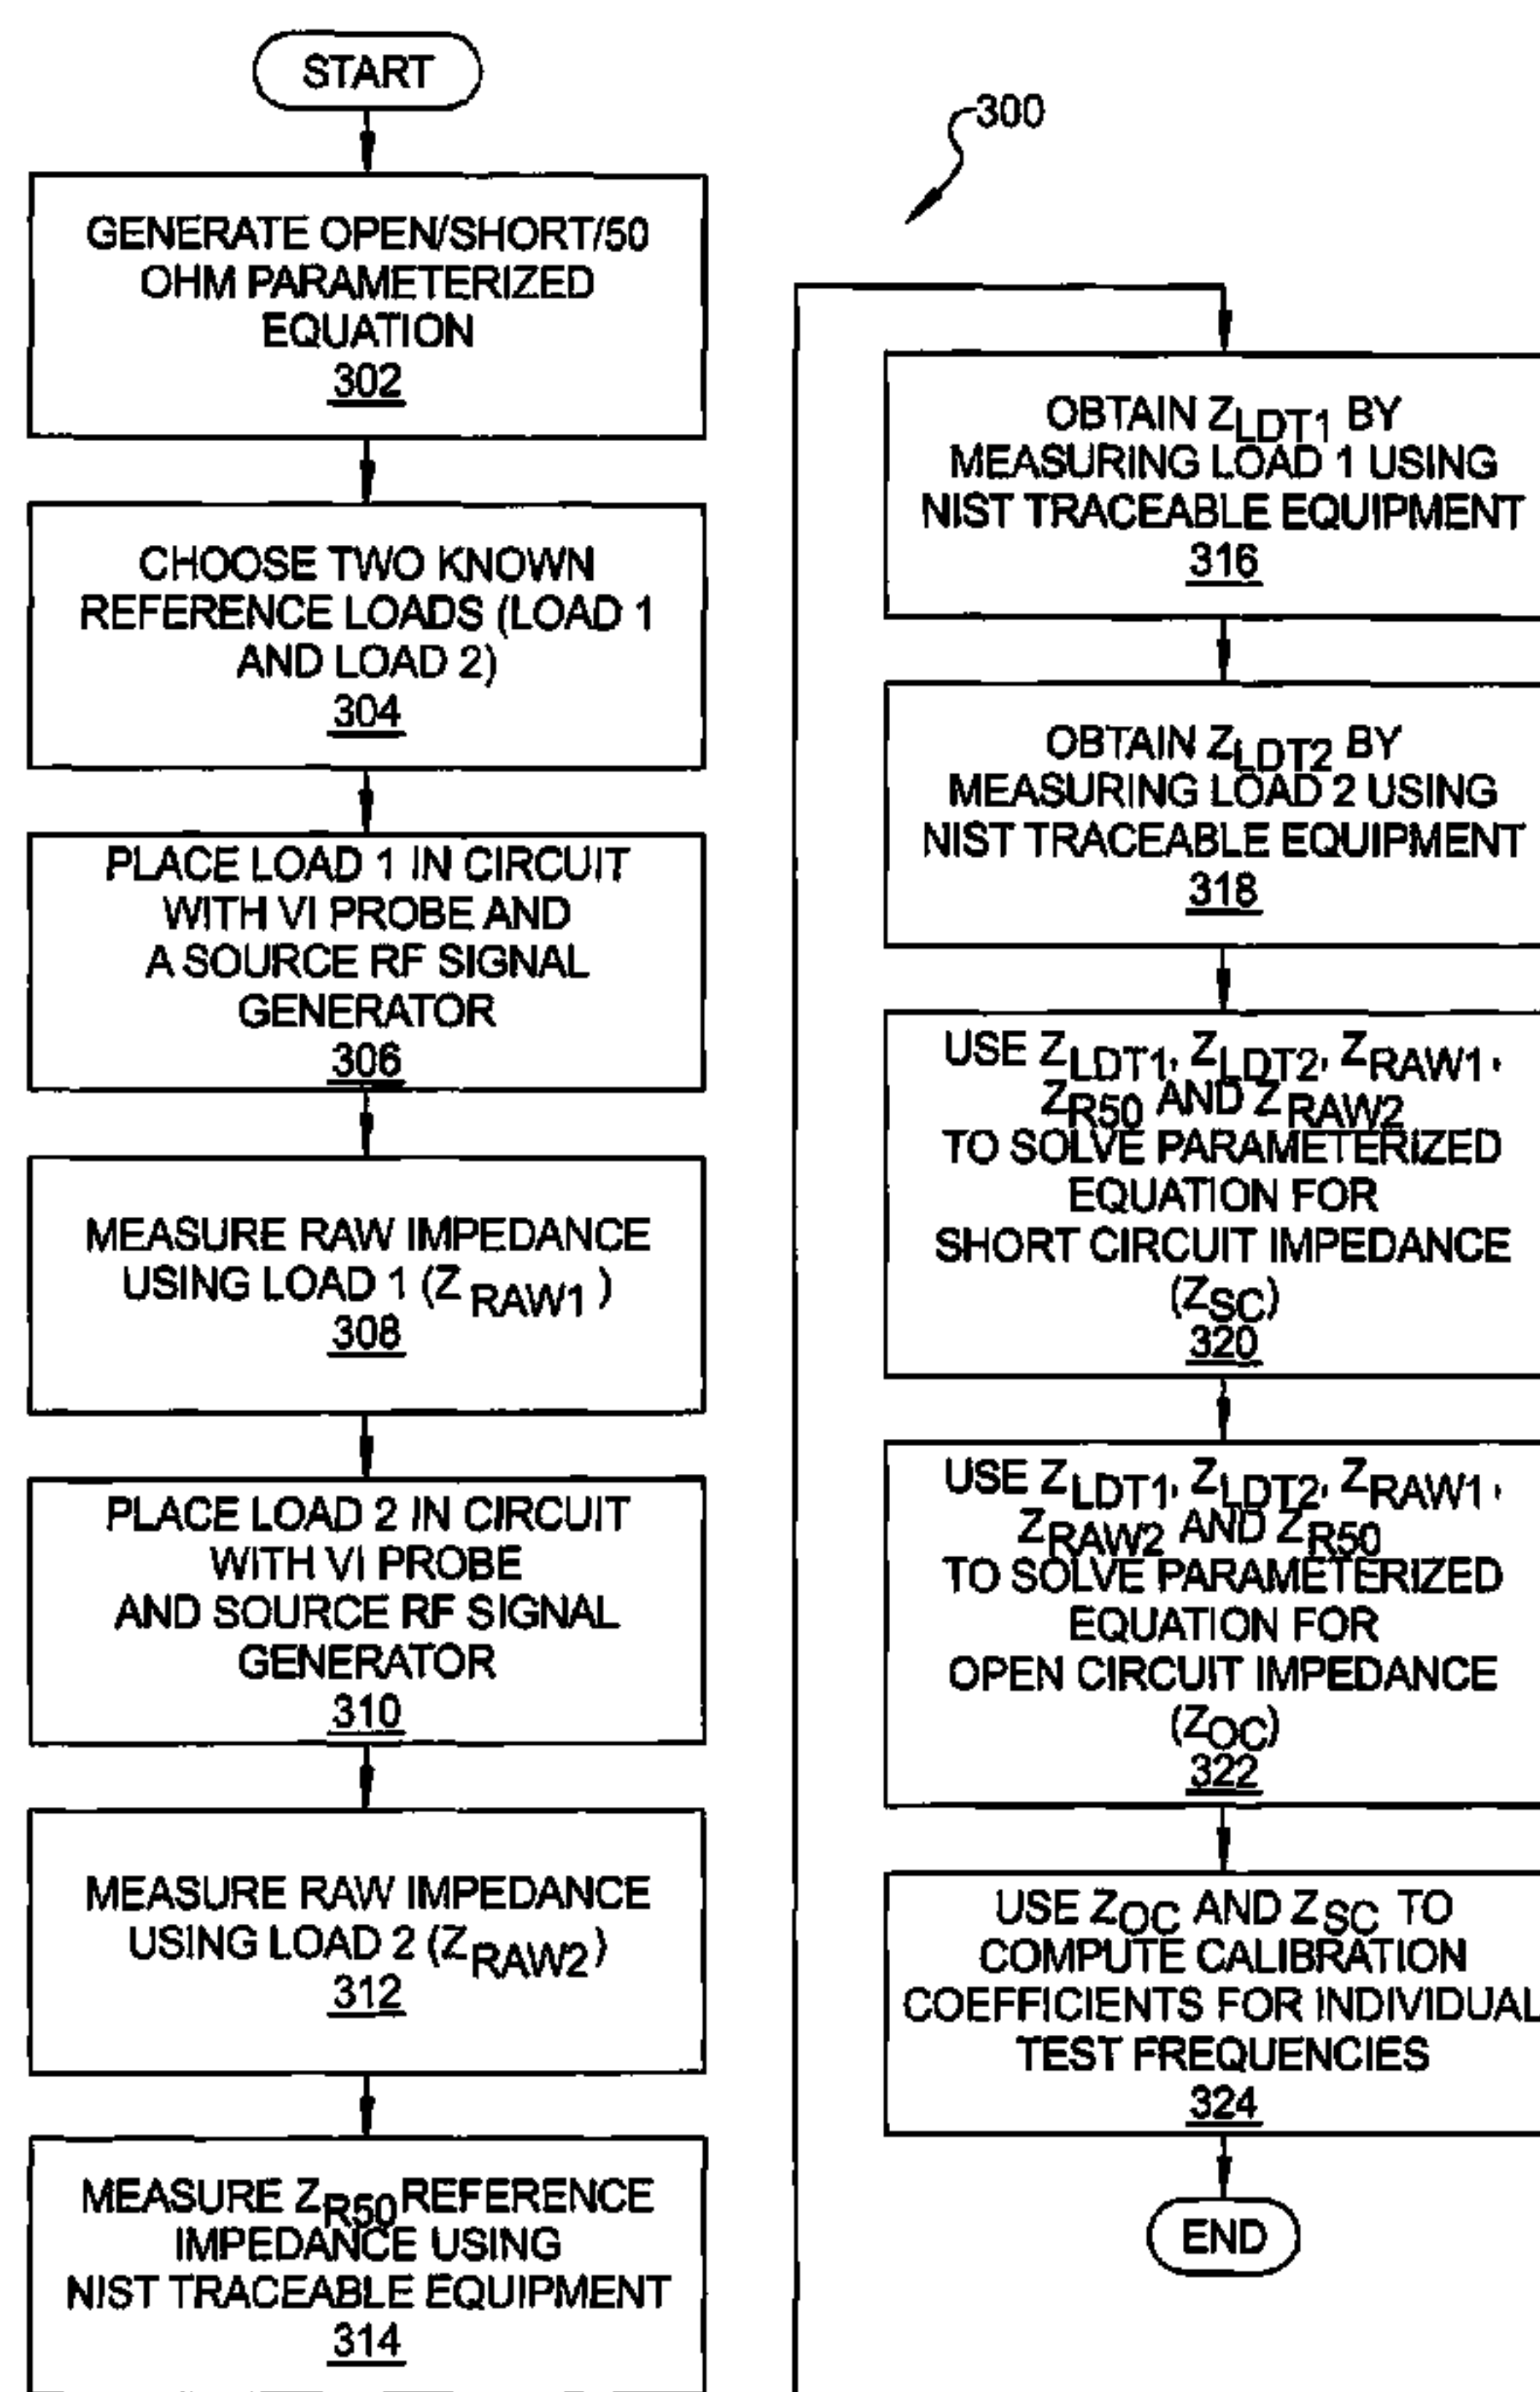 START
GENERATE OPEN/SHORT/50
OHM PARAMETERIZED
EQUATION
302
CHOOSE TWO KNOWN
REFERENCE LOADS (LOAD 1
AND LOAD 2)
304
PLACE LOAD 1 IN CIRCUIT
WITH VI PROBE AND
A SOURCE RF SIGNAL
GENERATOR
306
MEASURE RAW IMPEDANCE
USING LOAD 1 (Z RAW1)
308
PLACE LOAD 2 IN CIRCUIT
WITH VI PROBE
AND SOURCE RF SIGNAL
GENERATOR
310
MEASURE RAW IMPEDANCE
USING LOAD 2 (ZRAW2)
312
MEASURE ZR50 REFERENCE
IMPEDANCE USING
NIST TRACEABLE EQUIPMENT
314
300
OBTAIN ZLDT1 BY
MEASURING LOAD 1 USING
NIST TRACEABLE EQUIPMENT
316
OBTAIN ZLDT2 BY
MEASURING LOAD 2 USING
NIST TRACEABLE EQUIPMENT
318
USE ZLDT1, ZLDT2, ZRAW1,
ZR50 AND ZRAW2
TO SOLVE PARAMETERIZED
EQUATION FOR
SHORT CIRCUIT IMPEDANCE
(ZSC)
320
USE ZLDT1, ZLDT2, ZRAW1,
ZRAW2 AND ZR50
TO SOLVE PARAMETERIZED
EQUATION FOR
OPEN CIRCUIT IMPEDANCE
(ZOC)
322
USE ZOC AND ZSC TO
COMPUTE CALIBRATION
COEFFICIENTS FOR INDIVIDUAL
TEST FREQUENCIES
324
END